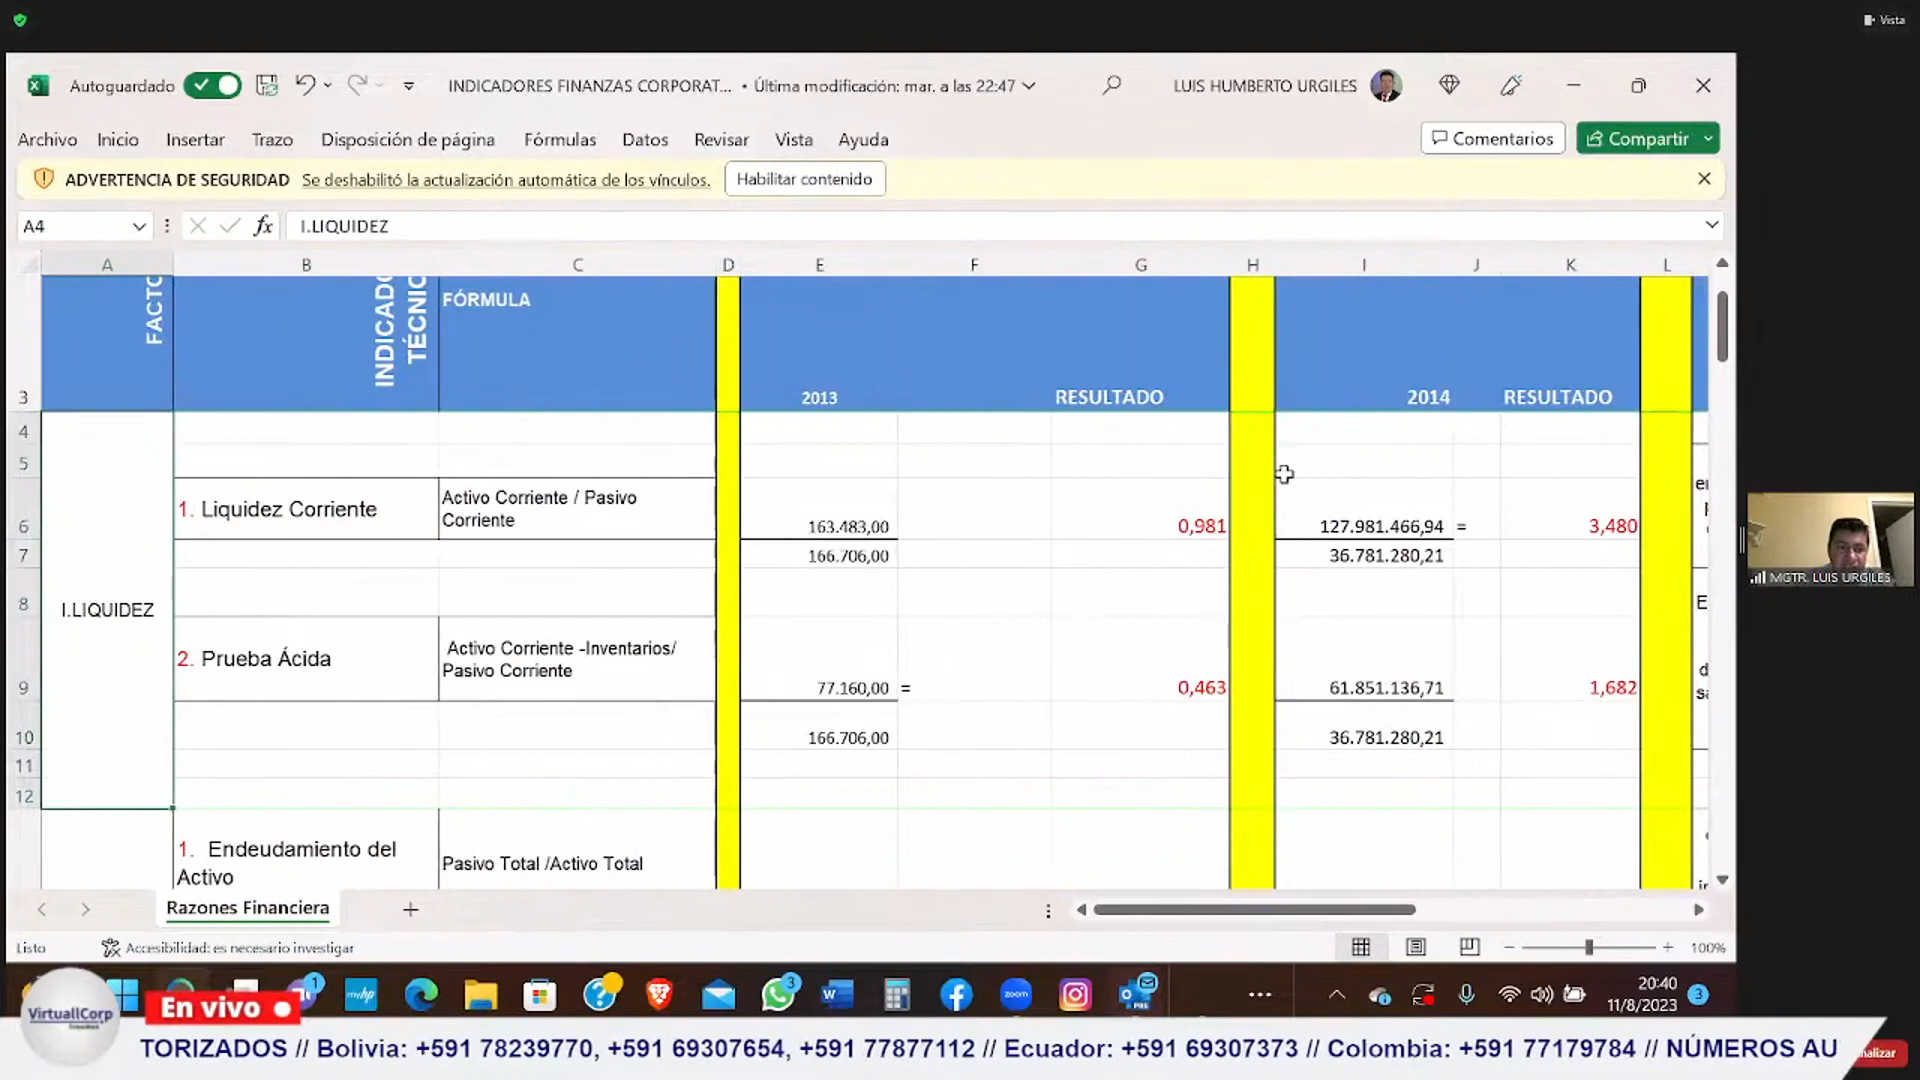 Vista
Autoguardado
INDICADORES FINANZAS CORPORAT... • Última modificación: mar. a las 22:47
LUIS HUMBERTO URGILES
Archivo Inicio Insertar Trazo Disposición de página Fórmulas Datos Revisar Vista Ayuda
Comentarios
Compartir
ADVERTENCIA DE SEGURIDAD Se deshabilitó la actualización automática de los vínculos.
Habilitar contenido
A4
fx
I.LIQUIDEZ
A B C D E F G H I J K L
FACTO
INDICADO
TÉCNIC
FÓRMULA
3 2013 RESULTADO 2014 RESULTADO
4
5
1. Liquidez Corriente
Activo Corriente / Pasivo
Corriente
6 163.483,00 0,981 127.981.466,94 = 3,480
7 166.706,00 36.781.280,21
8
I.LIQUIDEZ
2. Prueba Ácida
Activo Corriente -Inventarios/
Pasivo Corriente
9 77.160,00 = 0,463 61.851.136,71 1,682
10 166.706,00 36.781.280,21
11
12
1. Endeudamiento del
Activo
Pasivo Total /Activo Total
MGTR. LUIS URGILES
Razones Financiera
Listo
Accesibilidad: es necesario investigar
100%
20:40
11/8/2023
3
VirtuallCorp
En vivo
TORIZADOS // Bolivia: +591 78239770, +591 69307654, +591 77877112 // Ecuador: +591 69307373 // Colombia: +591 77179784 // NÚMEROS AU